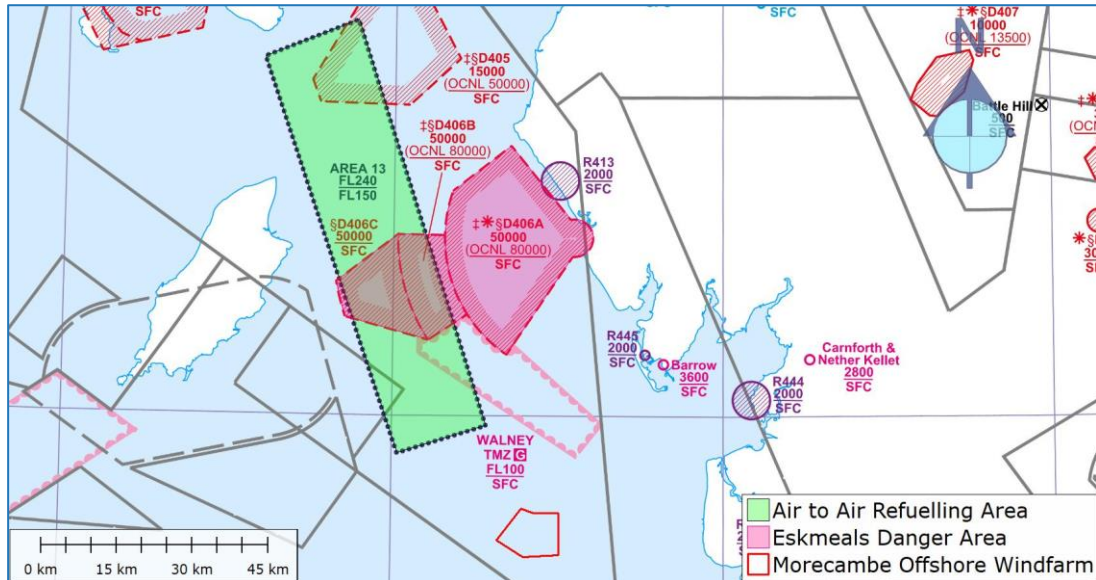 SFC
‡§D405
15000
(OCNL 50000)
SFC
‡§D406B
50000
(OCNL 80000)
SFC
‡✱§D407
10000
(OCNL 13500)
SFC
N
Battle Hill
500
SFC
AREA 13
FL240
FL150
§D406C
50000
SFC
‡✱§D406A
50000
(OCNL 80000)
SFC
R413
2000
SFC
R445
2000
SFC
Barrow
3600
SFC
Carnforth &
Nether Kellet
2800
SFC
R444
2000
SFC
WALNEY
TMZ G
FL100
SFC
Air to Air Refuelling Area
Eskmeals Danger Area
Morecambe Offshore Windfarm
0 km 15 km 30 km 45 km